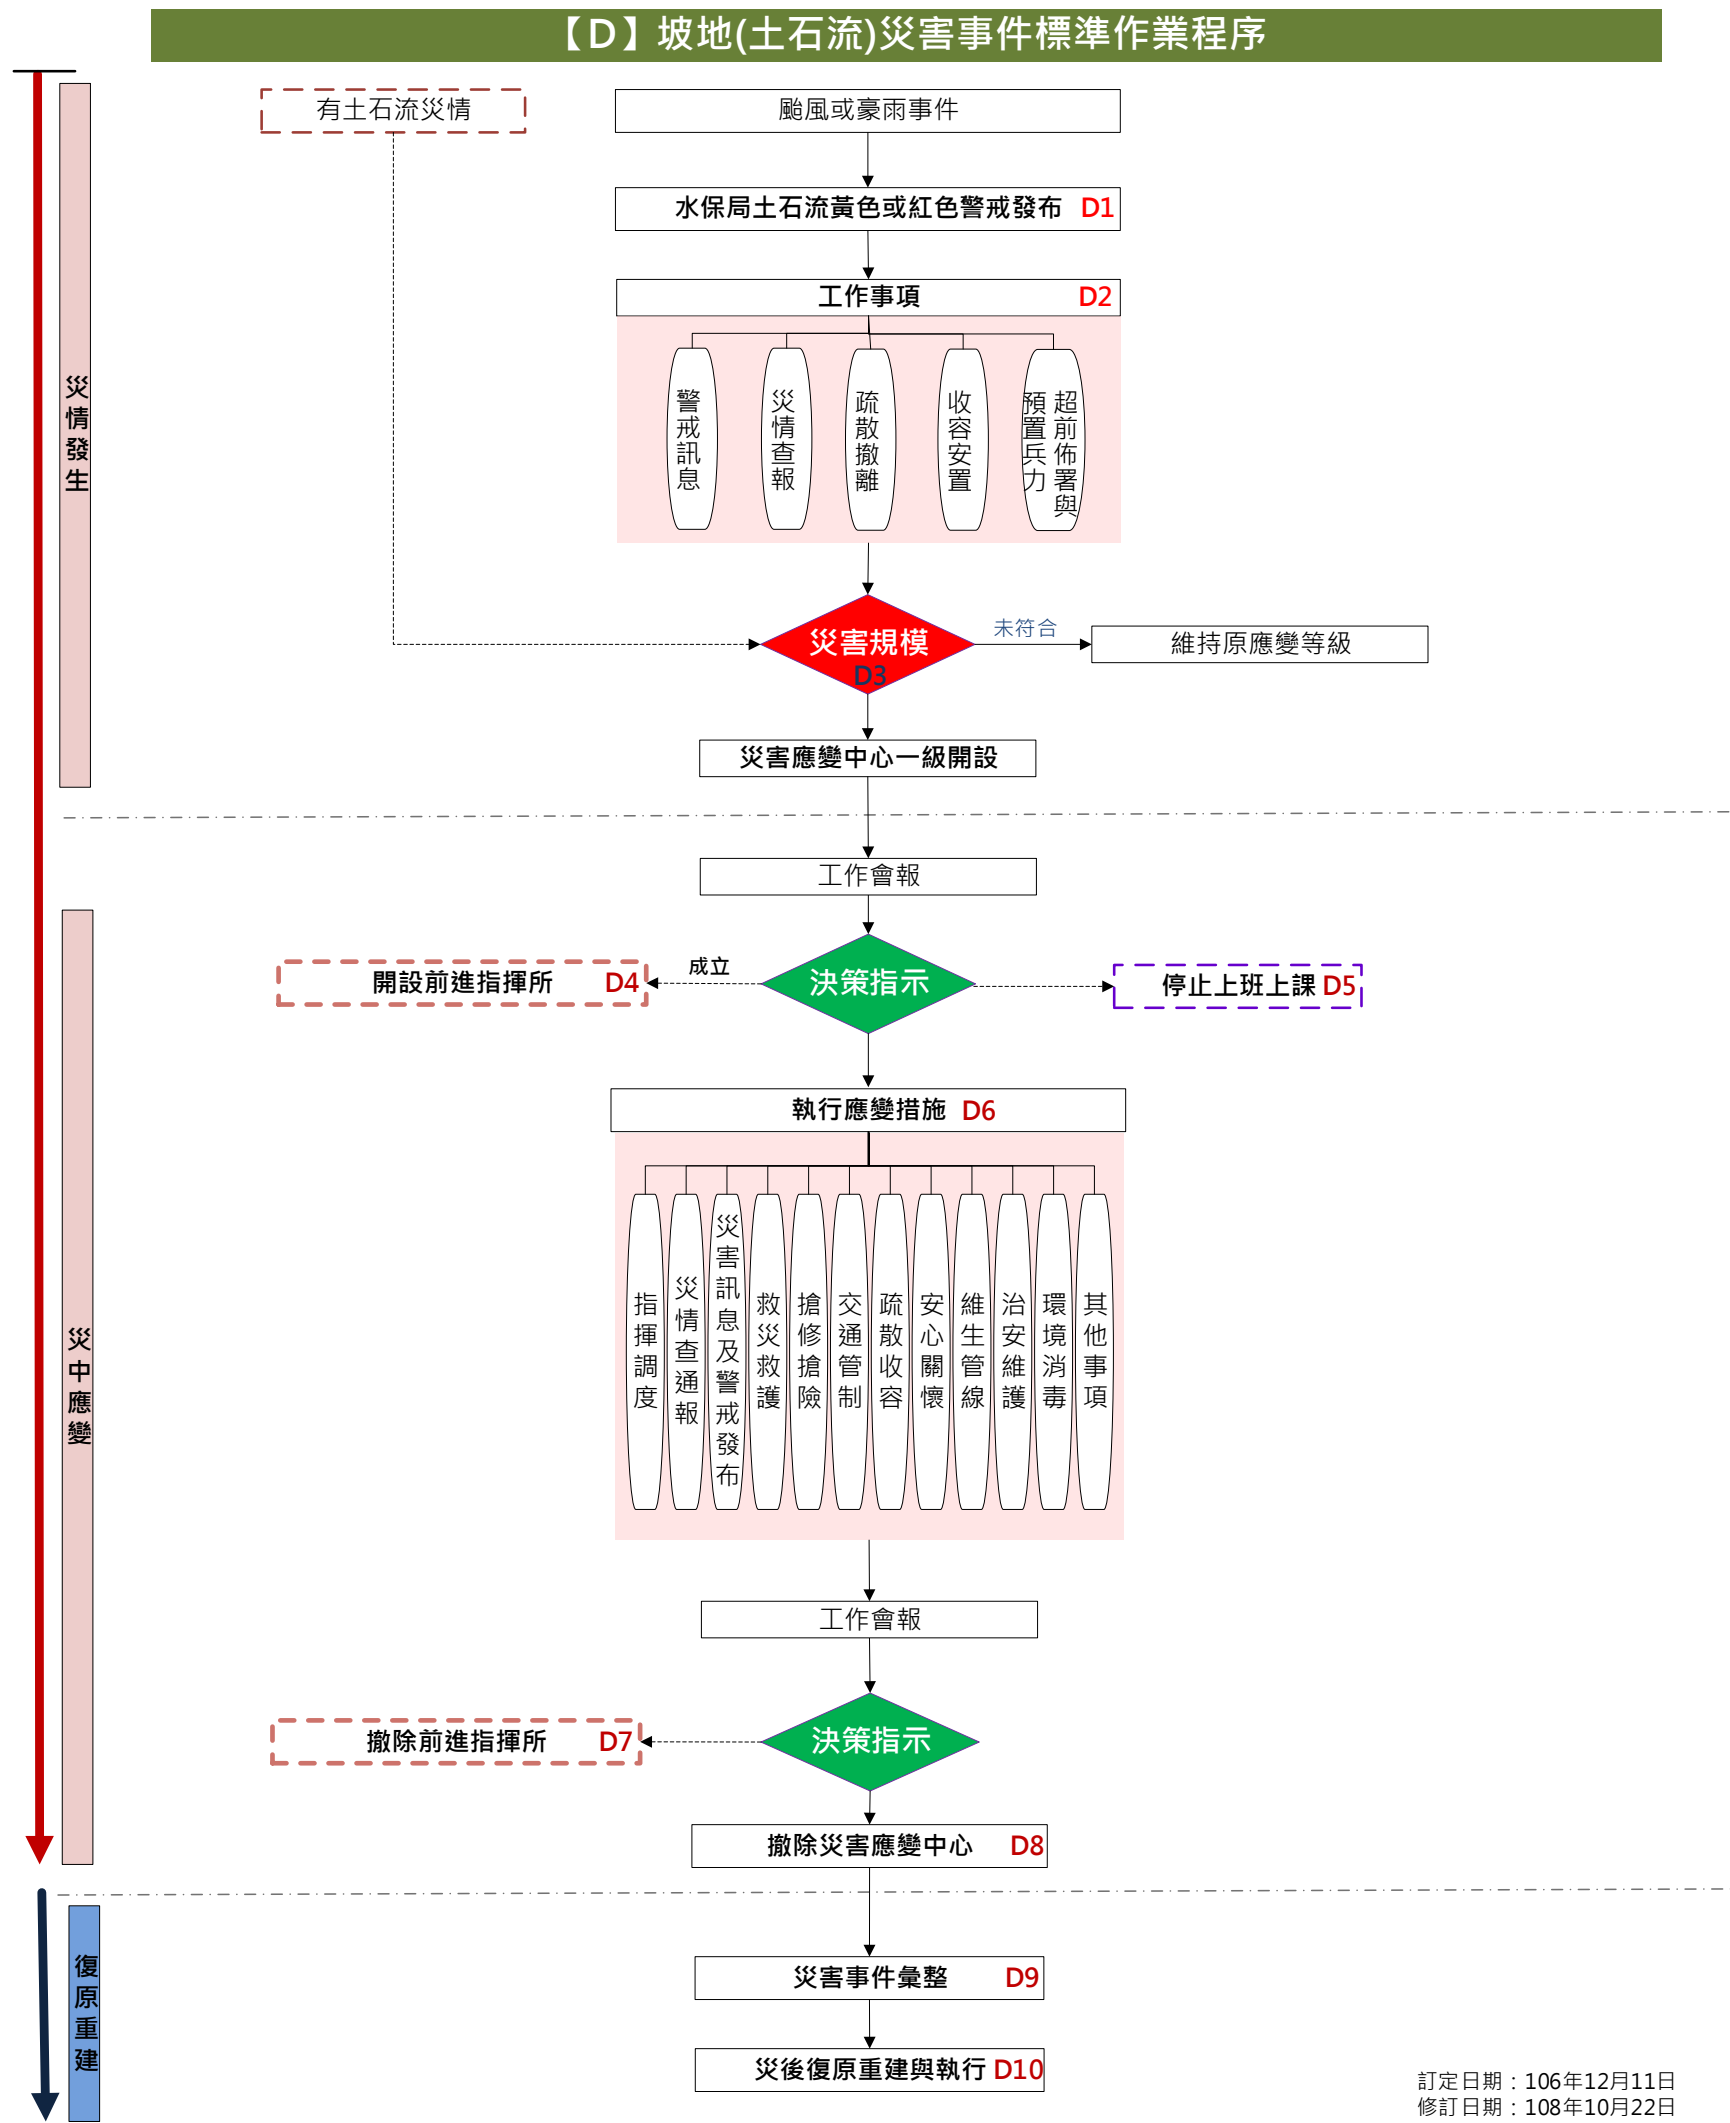 【D】坡地(土石流)災害事件標準作業程序
有土石流災情
颱風或豪雨事件
水保局土石流黃色或紅色警戒發布 D1
工作事項 D2
警戒訊息
災情查報
疏散撤離
收容安置
超前佈署與
預置兵力
災情發生
災害規模
D3
未符合
維持原應變等級
災害應變中心一級開設
工作會報
決策指示
成立
開設前進指揮所 D4
停止上班上課 D5
執行應變措施 D6
指揮調度
災情查通報
災害訊息及警戒發布
救災救護
搶修搶險
交通管制
疏散收容
安心關懷
維生管線
治安維護
環境消毒
其他事項
災中應變
工作會報
決策指示
撤除前進指揮所 D7
撤除災害應變中心 D8
復原重建
災害事件彙整 D9
災後復原重建與執行 D10
訂定日期：106年12月11日
修訂日期：108年10月22日